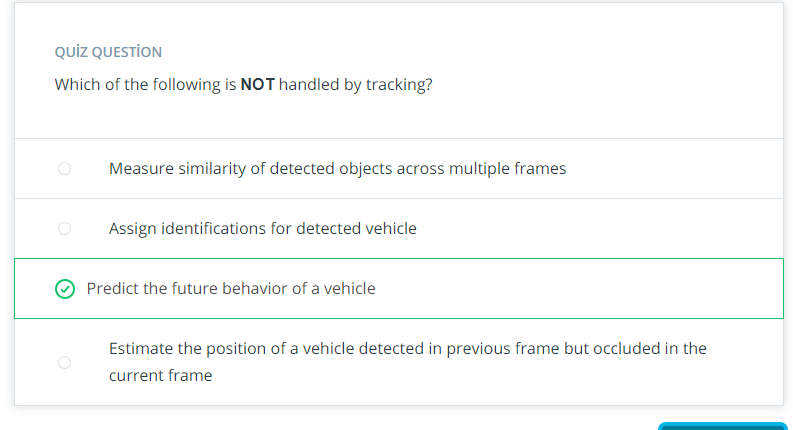 QUİZ QUESTİON
Which of the following is NOT handled by tracking?
Measure similarity of detected objects across multiple frames
Assign identifications for detected vehicle
Predict the future behavior of a vehicle
Estimate the position of a vehicle detected in previous frame but occluded in the
current frame